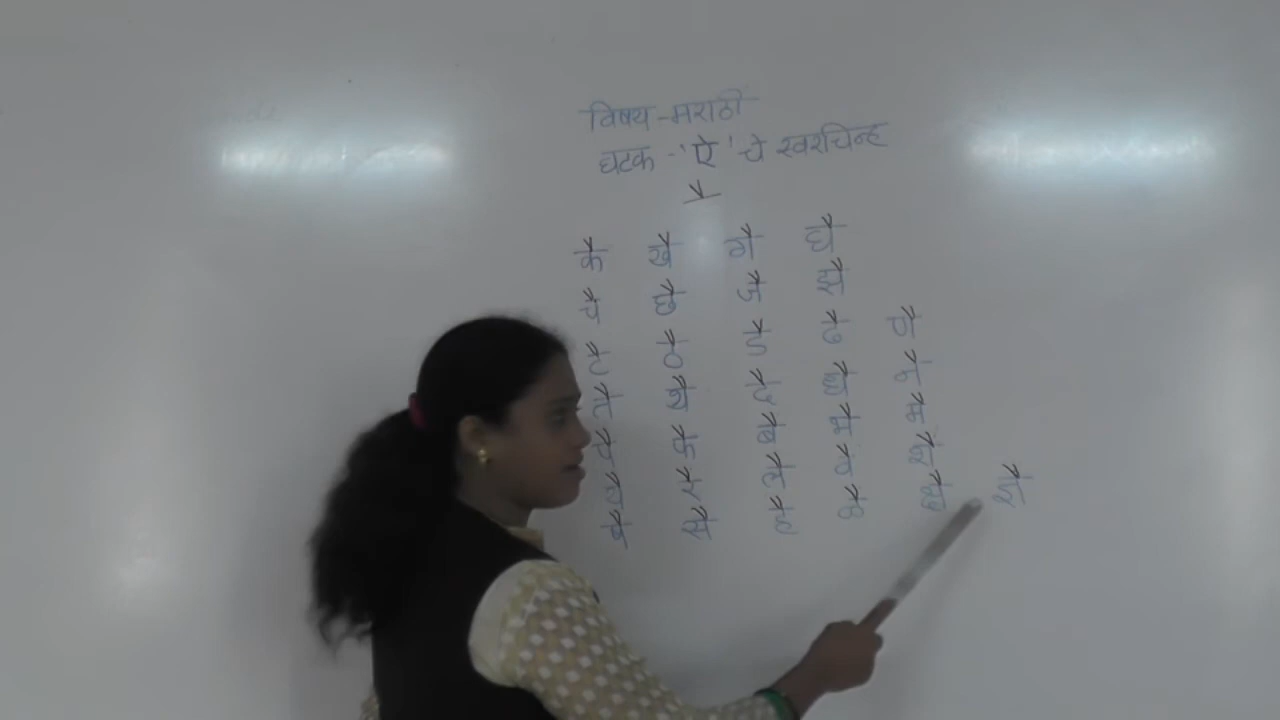 विषय - मराठी
घटक - 'ऐ' चे स्वरचिन्ह
ै
कै खै गै घै
चै छै जै झै
टै ठै डै ढै णै
तै थै दै धै नै
पै फै बै भै मै
यै रै लै वै शै
षै सै है ळै क्षै ज्ञै